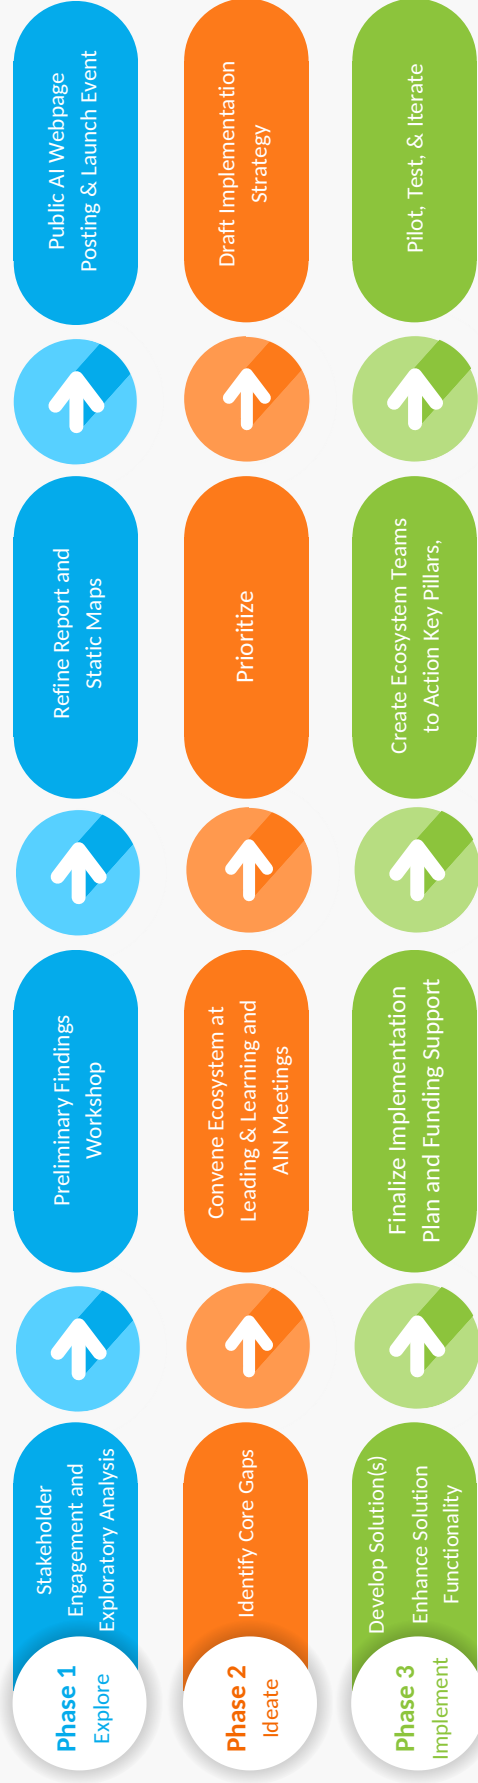 Phase 1
Explore
Stakeholder
Engagement and
Exploratory Analysis
Preliminary Findings
Workshop
Refine Report and
Static Maps
Public AI Webpage
Posting & Launch Event
Phase 2
Ideate
Identify Core Gaps
Convene Ecosystem at
Leading & Learning and
AIN Meetings
Prioritize
Draft Implementation
Strategy
Phase 3
Implement
Develop Solution(s)
Enhance Solution
Functionality
Finalize Implementation
Plan and Funding Support
Create Ecosystem Teams
to Action Key Pillars,
Pilot, Test, & Iterate